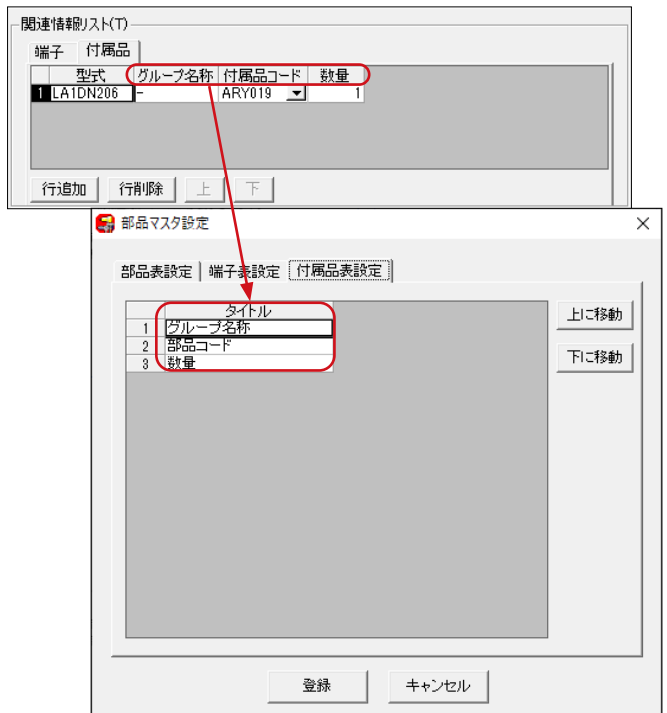 関連情報リスト(T)
端子 付属品
型式 グループ名称 付属品コード 数量
1 LA1DN206 - ARY019 1
行追加 行削除 上 下
部品マスタ設定
部品表設定 端子表設定 付属品表設定
タイトル
1 グループ名称
2 部品コード
3 数量
上に移動
下に移動
登録 キャンセル